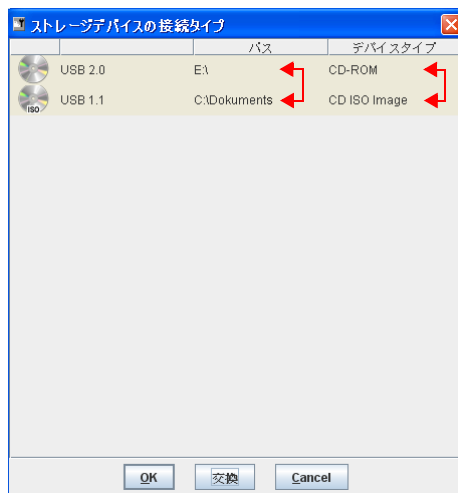 ストレージデバイスの接続タイプ
パス デバイスタイプ
USB 2.0 E:\ CD-ROM
ISO USB 1.1 C:\Dokuments CD ISO Image
OK 交換 Cancel